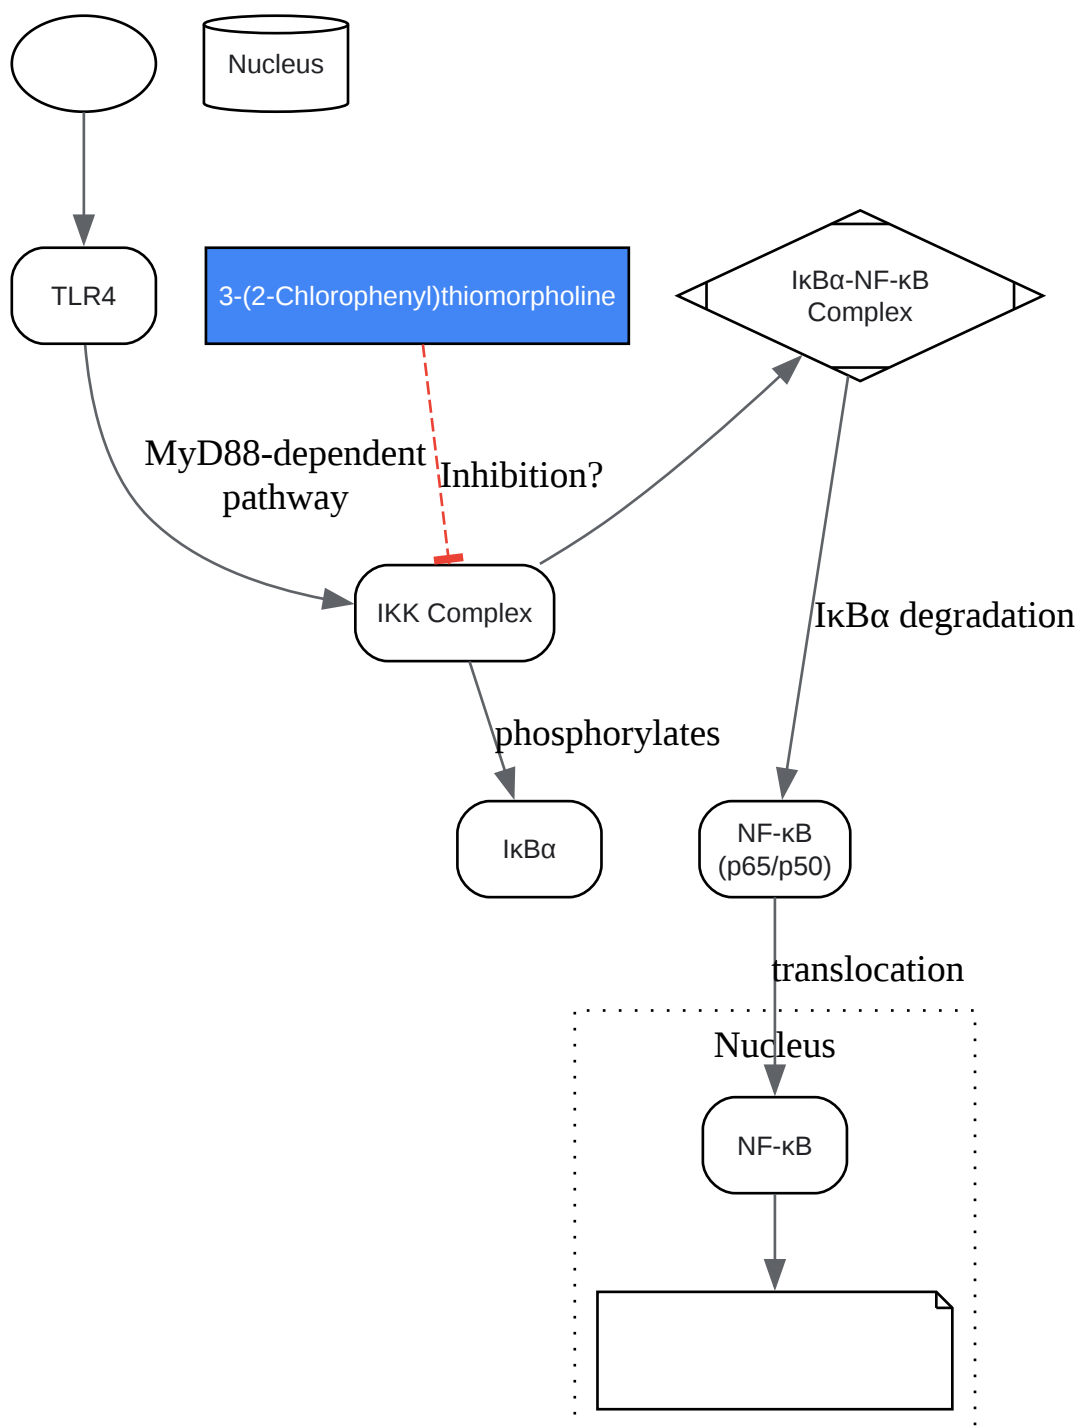 Nucleus
TLR4
3-(2-Chlorophenyl)thiomorpholine
IκBα-NF-κB
Complex
MyD88-dependent
pathway
Inhibition?
IKK Complex
IκBα degradation
phosphorylates
IκBα
NF-κB
(p65/p50)
translocation
Nucleus
NF-κB